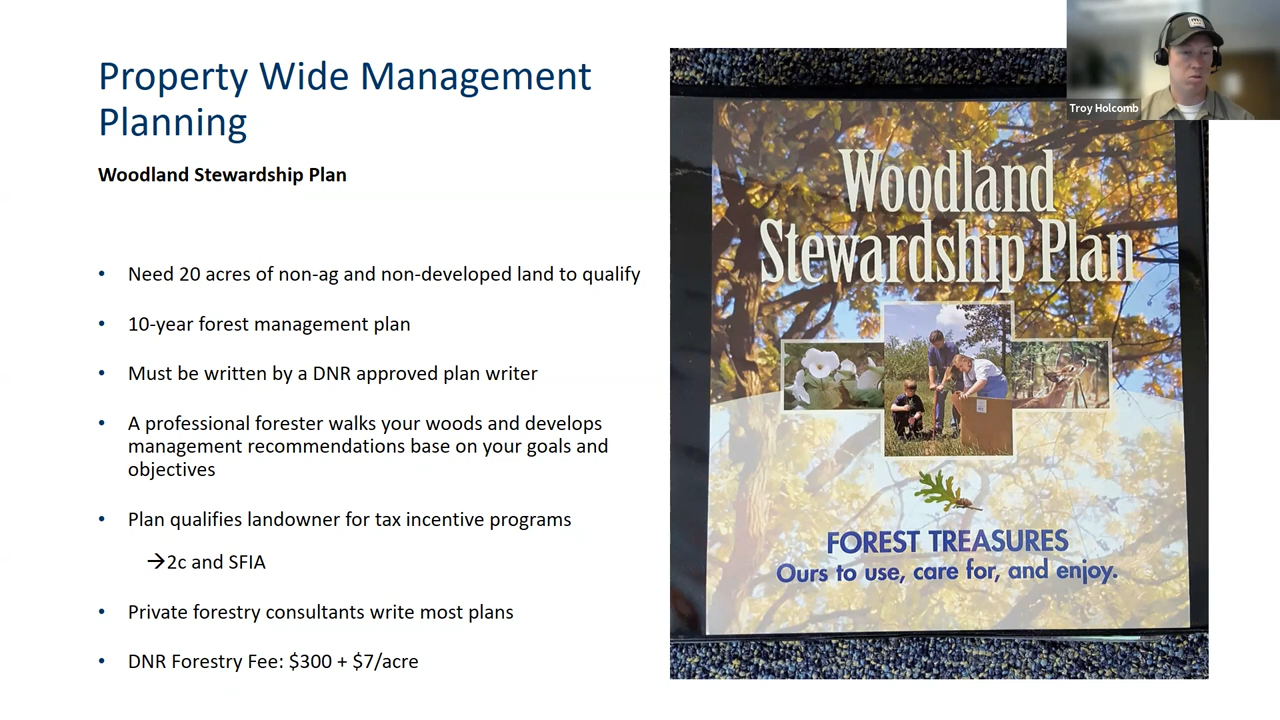 Property Wide Management
Planning
Woodland Stewardship Plan
• Need 20 acres of non-ag and non-developed land to qualify
• 10-year forest management plan
• Must be written by a DNR approved plan writer
• A professional forester walks your woods and develops
management recommendations base on your goals and
objectives
• Plan qualifies landowner for tax incentive programs
→2c and SFIA
• Private forestry consultants write most plans
• DNR Forestry Fee: $300 + $7/acre
Woodland
Stewardship Plan
FOREST TREASURES
Ours to use, care for, and enjoy.
Troy Holcomb